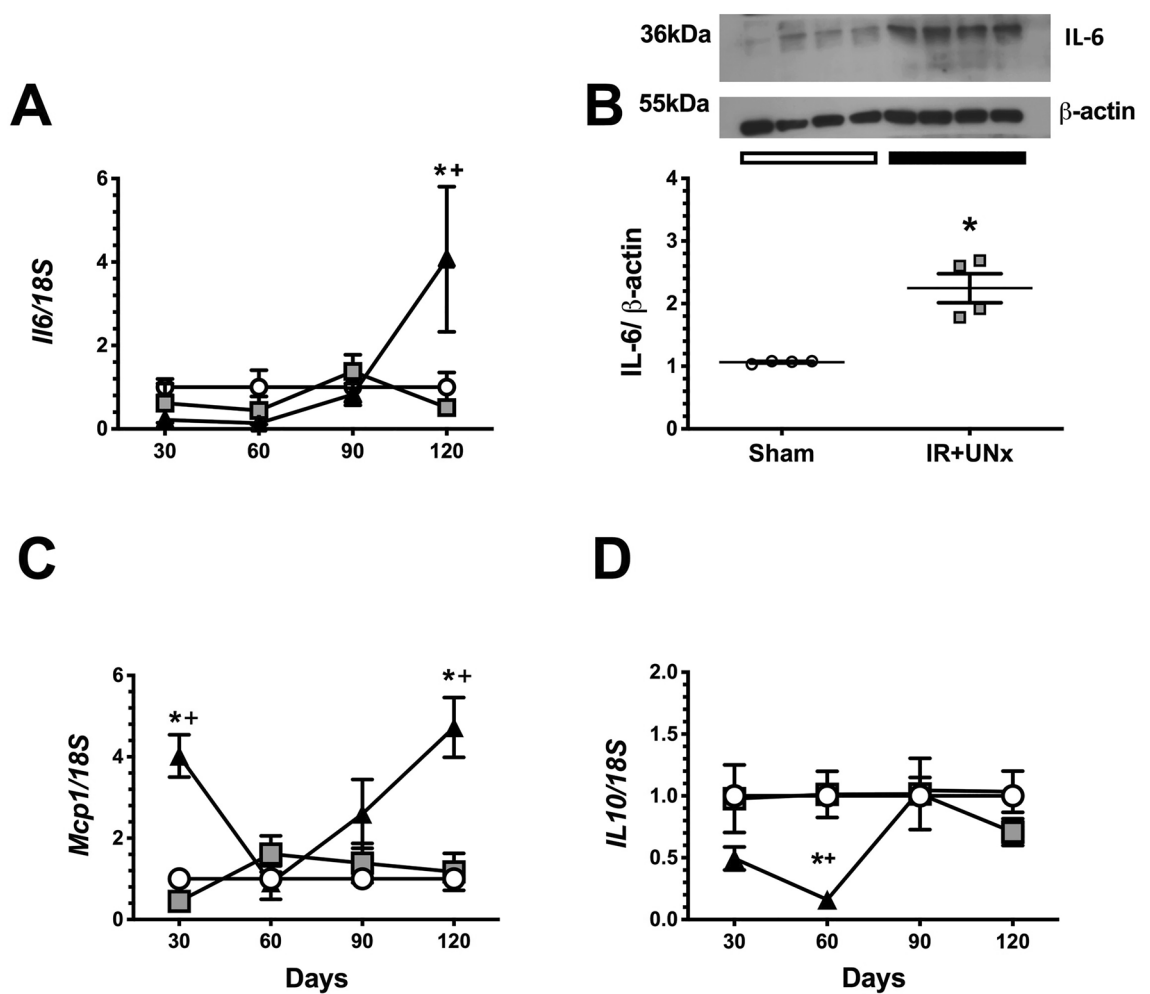 A
*+
6
4
2
0
Il6/18S
30 60 90 120
36kDa
IL-6
B
55kDa
β-actin
4
3
2
1
0
IL-6/ β-actin
*
Sham IR+UNx
C
*+
*+
6
4
2
0
Mcp1/18S
30 60 90 120
Days
D
2.0
1.5
1.0
0.5
0.0
IL10/18S
*+
30 60 90 120
Days